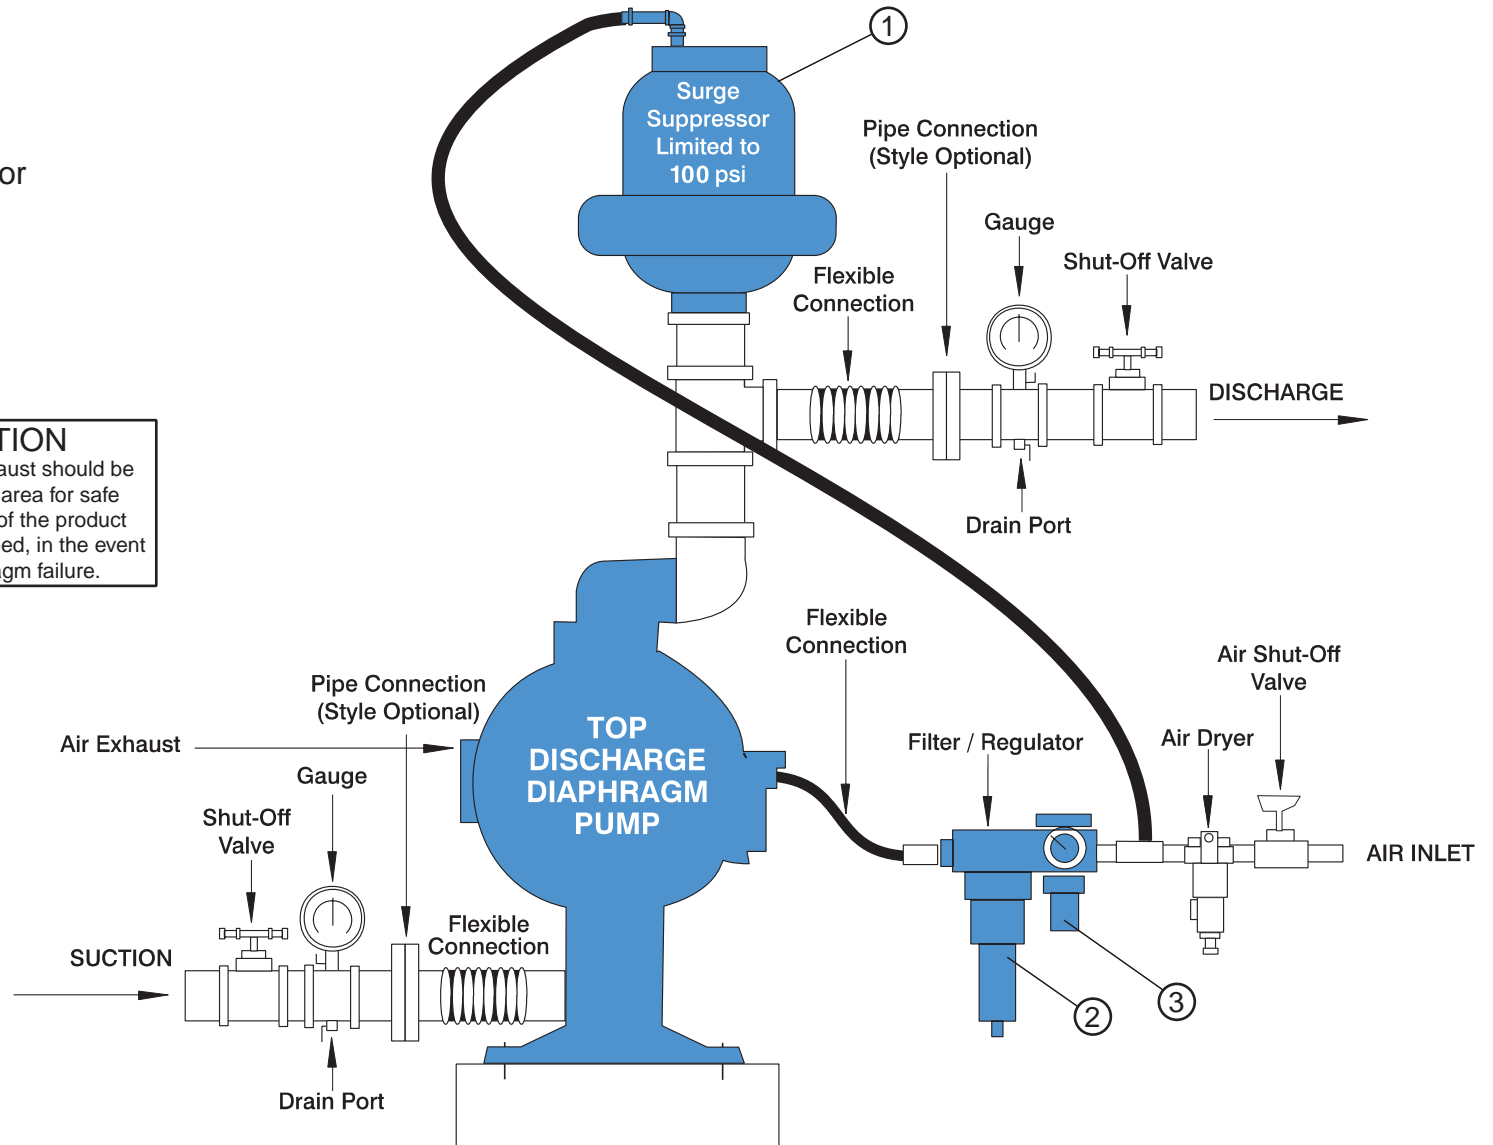 1
Surge
Suppressor
Limited to
100 psi
Pipe Connection
(Style Optional)
Gauge
Shut-Off Valve
Flexible
Connection
DISCHARGE
Drain Port
or
TION
aust should be
area for safe
of the product
ed, in the event
agm failure.
Flexible
Connection
Air Shut-Off
Valve
Pipe Connection
(Style Optional)
Air Exhaust
Gauge
Shut-Off
Valve
TOP
DISCHARGE
DIAPHRAGM
PUMP
Filter / Regulator
Air Dryer
AIR INLET
Flexible
Connection
SUCTION
2
3
Drain Port